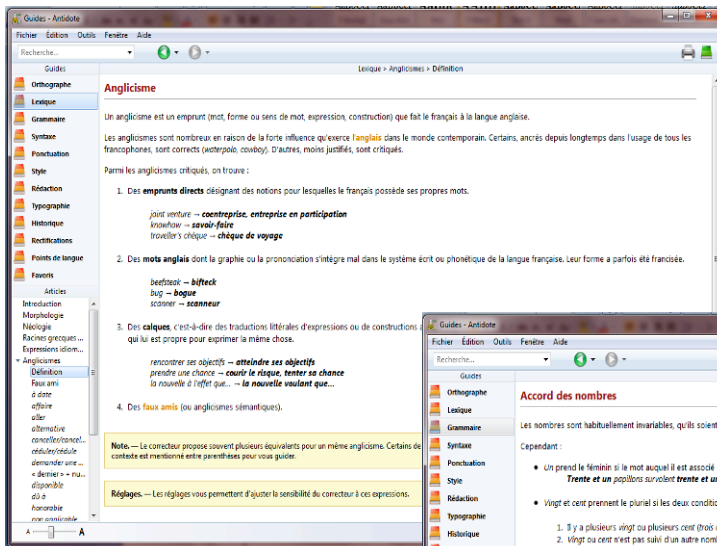 Guides - Antidote
Fichier Édition Outils Fenêtre Aide
Recherche...
Guides
Lexique > Anglicismes > Définition
Orthographe
Lexique
Grammaire
Syntaxe
Ponctuation
Style
Rédaction
Typographie
Historique
Rectifications
Points de langue
Favoris
Articles
Introduction
Morphologie
Néologie
Racines grecques ...
Expressions idiom...
Anglicismes
Définition
Faux ami
à date
affaire
aller
alternative
canceller/cancel...
céduler/cédule
demander une ...
« dernier » + nu...
disponible
dû à
honorable
non applicable
A A
Anglicisme
Un anglicisme est un emprunt (mot, forme ou sens de mot, expression, construction) que fait le français à la langue anglaise.
Les anglicismes sont nombreux en raison de la forte influence qu'exerce l'anglais dans le monde contemporain. Certains, ancrés depuis longtemps dans l'usage de tous les
francophones, sont corrects (waterpolo, cowboy). D'autres, moins justifiés, sont critiqués.
Parmi les anglicismes critiqués, on trouve :
1. Des emprunts directs désignant des notions pour lesquelles le français possède ses propres mots.
joint venture → coentreprise, entreprise en participation
knowhow → savoir-faire
traveller's chèque → chèque de voyage
2. Des mots anglais dont la graphie ou la prononciation s'intègre mal dans le système écrit ou phonétique de la langue française. Leur forme a parfois été francisée.
beefsteak → bifteck
bug → bogue
scanner → scanneur
3. Des calques, c'est-à-dire des traductions littérales d'expressions ou de constructions a
qui lui est propre pour exprimer la même chose.
rencontrer ses objectifs → atteindre ses objectifs
prendre une chance → courir le risque, tenter sa chance
la nouvelle à l'effet que... → la nouvelle voulant que...
4. Des faux amis (ou anglicismes sémantiques).
Note. — Le correcteur propose souvent plusieurs équivalents pour un même anglicisme. Certains de
contexte est mentionné entre parenthèses pour vous guider.
Réglages. — Les réglages vous permettent d'ajuster la sensibilité du correcteur à ces expressions.
Guides - Antidote
Fichier Édition Outils Fenêtre Aide
Recherche...
Guides
Orthographe
Lexique
Grammaire
Syntaxe
Ponctuation
Style
Rédaction
Typographie
Historique
Accord des nombres
Les nombres sont habituellement invariables, qu'ils soient
Cependant :
• Un prend le féminin si le mot auquel il est associé
Trente et un papillons survolent trente et un
• Vingt et cent prennent le pluriel si les deux conditio
1. Il y a plusieurs vingt ou plusieurs cent (trois c
2. Vingt ou cent n'est pas suivi d'un autre nom